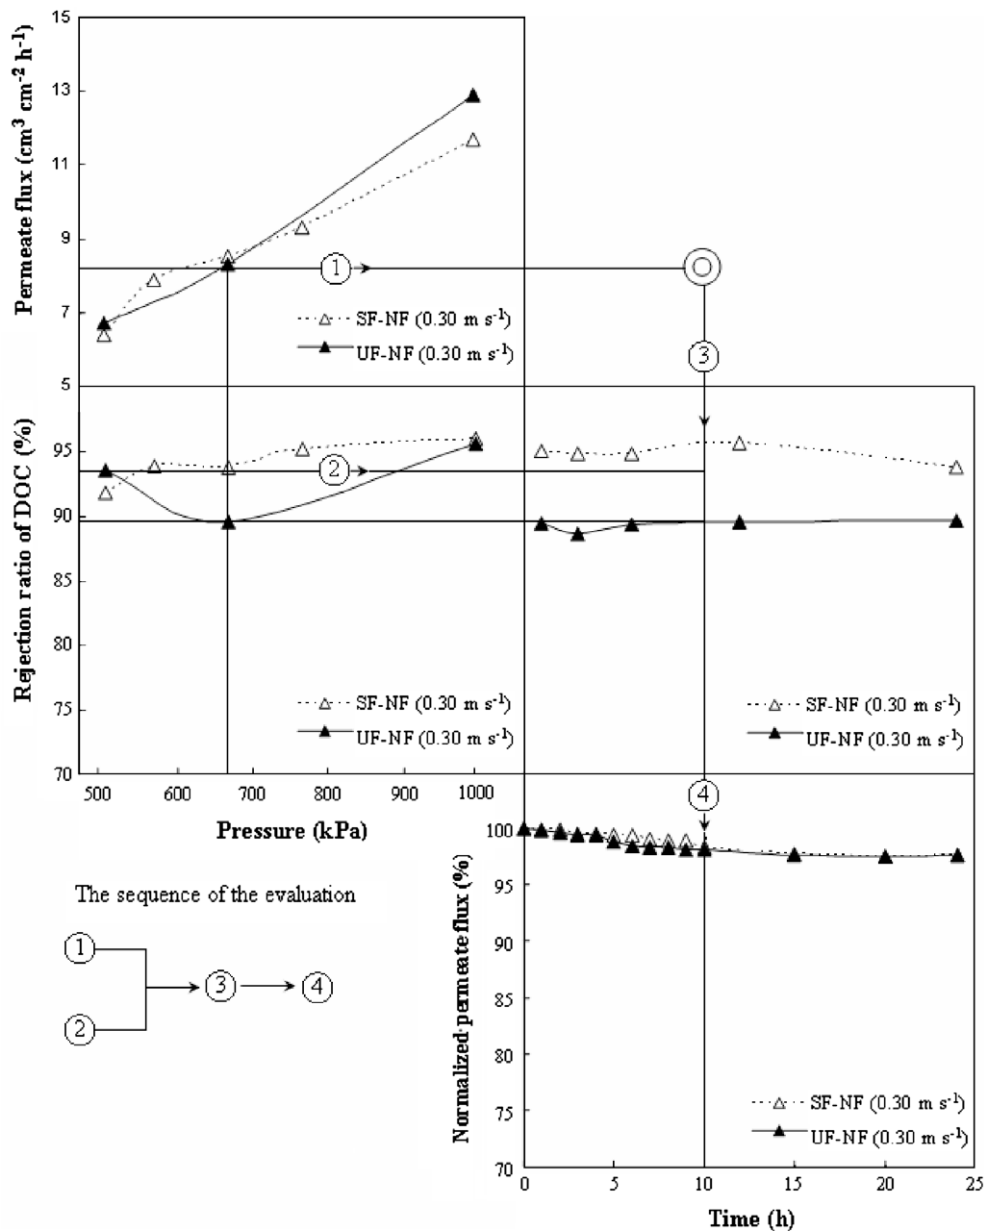 Permeate flux (cm³ cm⁻² h⁻¹)
15
13
11
9
7
5
1
3
SF-NF (0.30 m s⁻¹)
UF-NF (0.30 m s⁻¹)
Rejection ratio of DOC (%)
95
90
85
80
75
70
2
SF-NF (0.30 m s⁻¹)
UF-NF (0.30 m s⁻¹)
SF-NF (0.30 m s⁻¹)
UF-NF (0.30 m s⁻¹)
500 600 700 800 900 1000
Pressure (kPa)
4
The sequence of the evaluation
1
3
4
2
Normalized permeate flux (%)
100
95
90
85
80
75
70
SF-NF (0.30 m s⁻¹)
UF-NF (0.30 m s⁻¹)
0 5 10 15 20 25
Time (h)